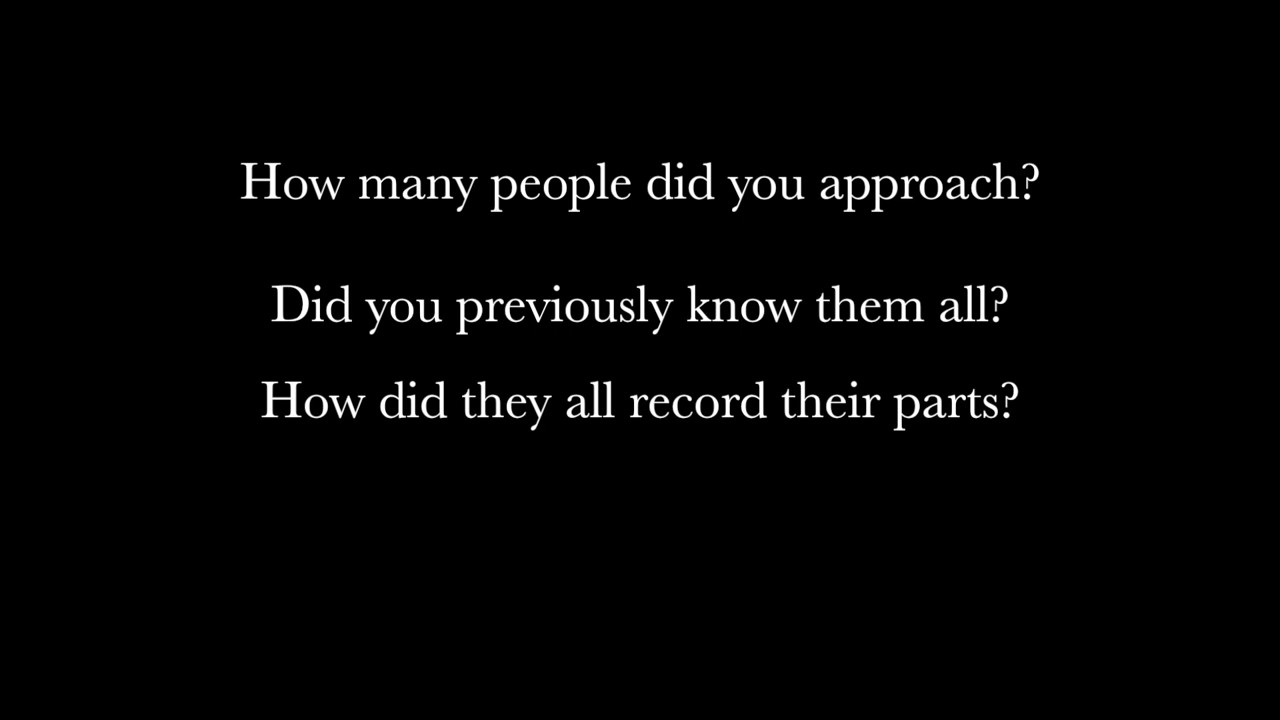 How many people did you approach?
Did you previously know them all?
How did they all record their parts?